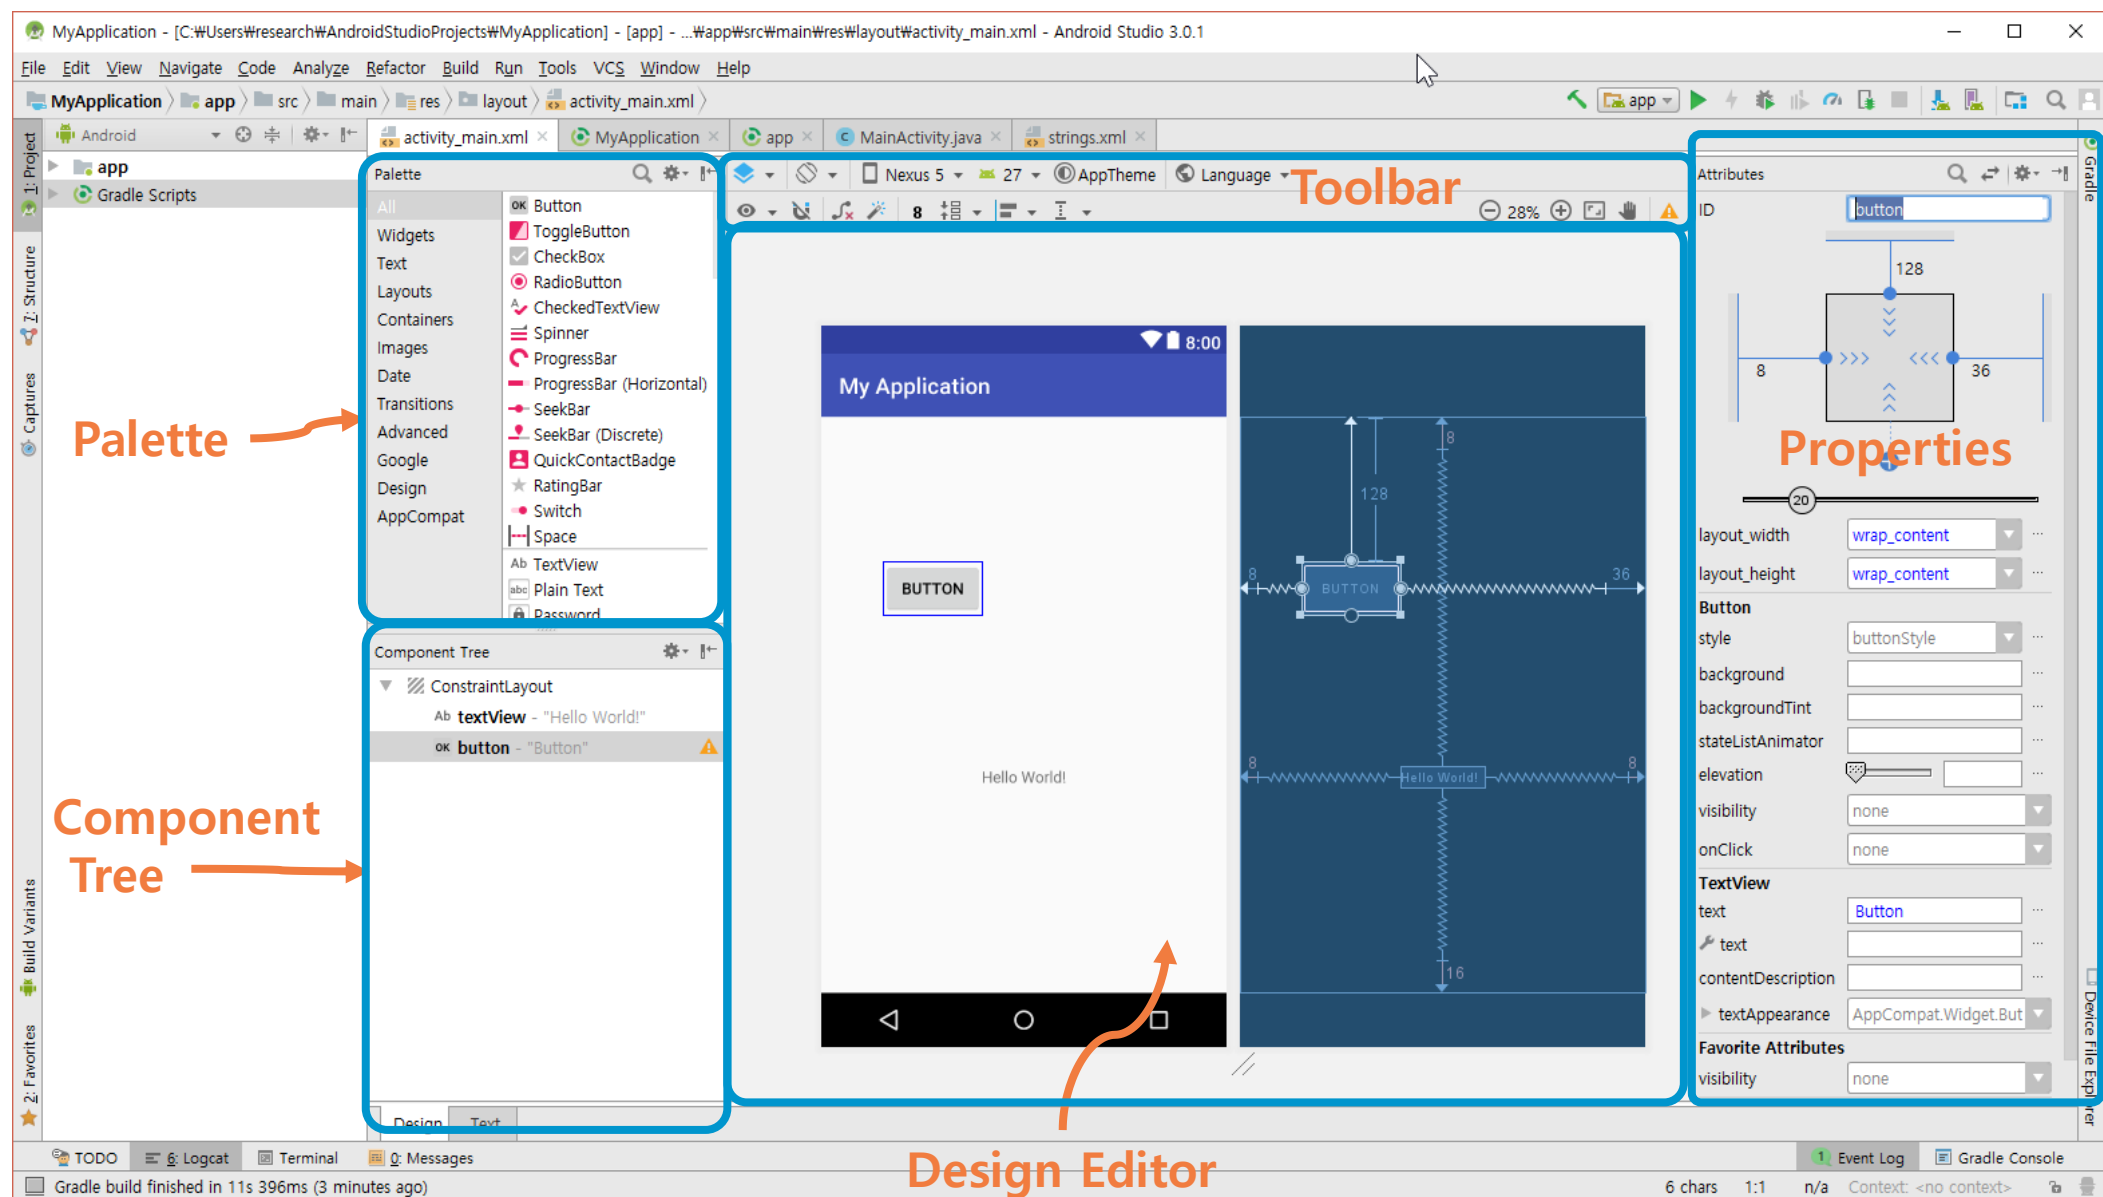 MyApplication - [C:₩Users₩research₩AndroidStudioProjects₩MyApplication] - [app] - ...₩app₩src₩main₩res₩layout₩activity_main.xml - Android Studio 3.0.1
File Edit View Navigate Code Analyze Refactor Build Run Tools VCS Window Help
MyApplication app src main res layout activity_main.xml
app
1: Project
7: Structure
Captures
Build Variants
2: Favorites
Android
app
Gradle Scripts
activity_main.xml MyApplication app MainActivity.java strings.xml
Palette
All
Widgets
Text
Layouts
Containers
Images
Date
Transitions
Advanced
Google
Design
AppCompat
OK Button
ToggleButton
CheckBox
RadioButton
CheckedTextView
Spinner
ProgressBar
ProgressBar (Horizontal)
SeekBar
SeekBar (Discrete)
QuickContactBadge
RatingBar
Switch
Space
Ab TextView
abc Plain Text
Password
Palette
Component Tree
ConstraintLayout
Ab textView - "Hello World!"
OK button - "Button"
Component
Tree
Design Text
Nexus 5 27 AppTheme Language
Toolbar
8
28%
8:00
My Application
BUTTON
Hello World!
8
128
8
BUTTON
36
8
Hello World!
8
16
Design Editor
Attributes
ID button
128
8
36
Properties
20
layout_width wrap_content
layout_height wrap_content
Button
style buttonStyle
background
backgroundTint
stateListAnimator
elevation
visibility none
onClick none
TextView
text Button
text
contentDescription
textAppearance AppCompat.Widget.But
Favorite Attributes
visibility none
Gradle
Device File Explorer
TODO 6: Logcat Terminal 0: Messages
1 Event Log Gradle Console
Gradle build finished in 11s 396ms (3 minutes ago)
6 chars 1:1 n/a Context: <no context>